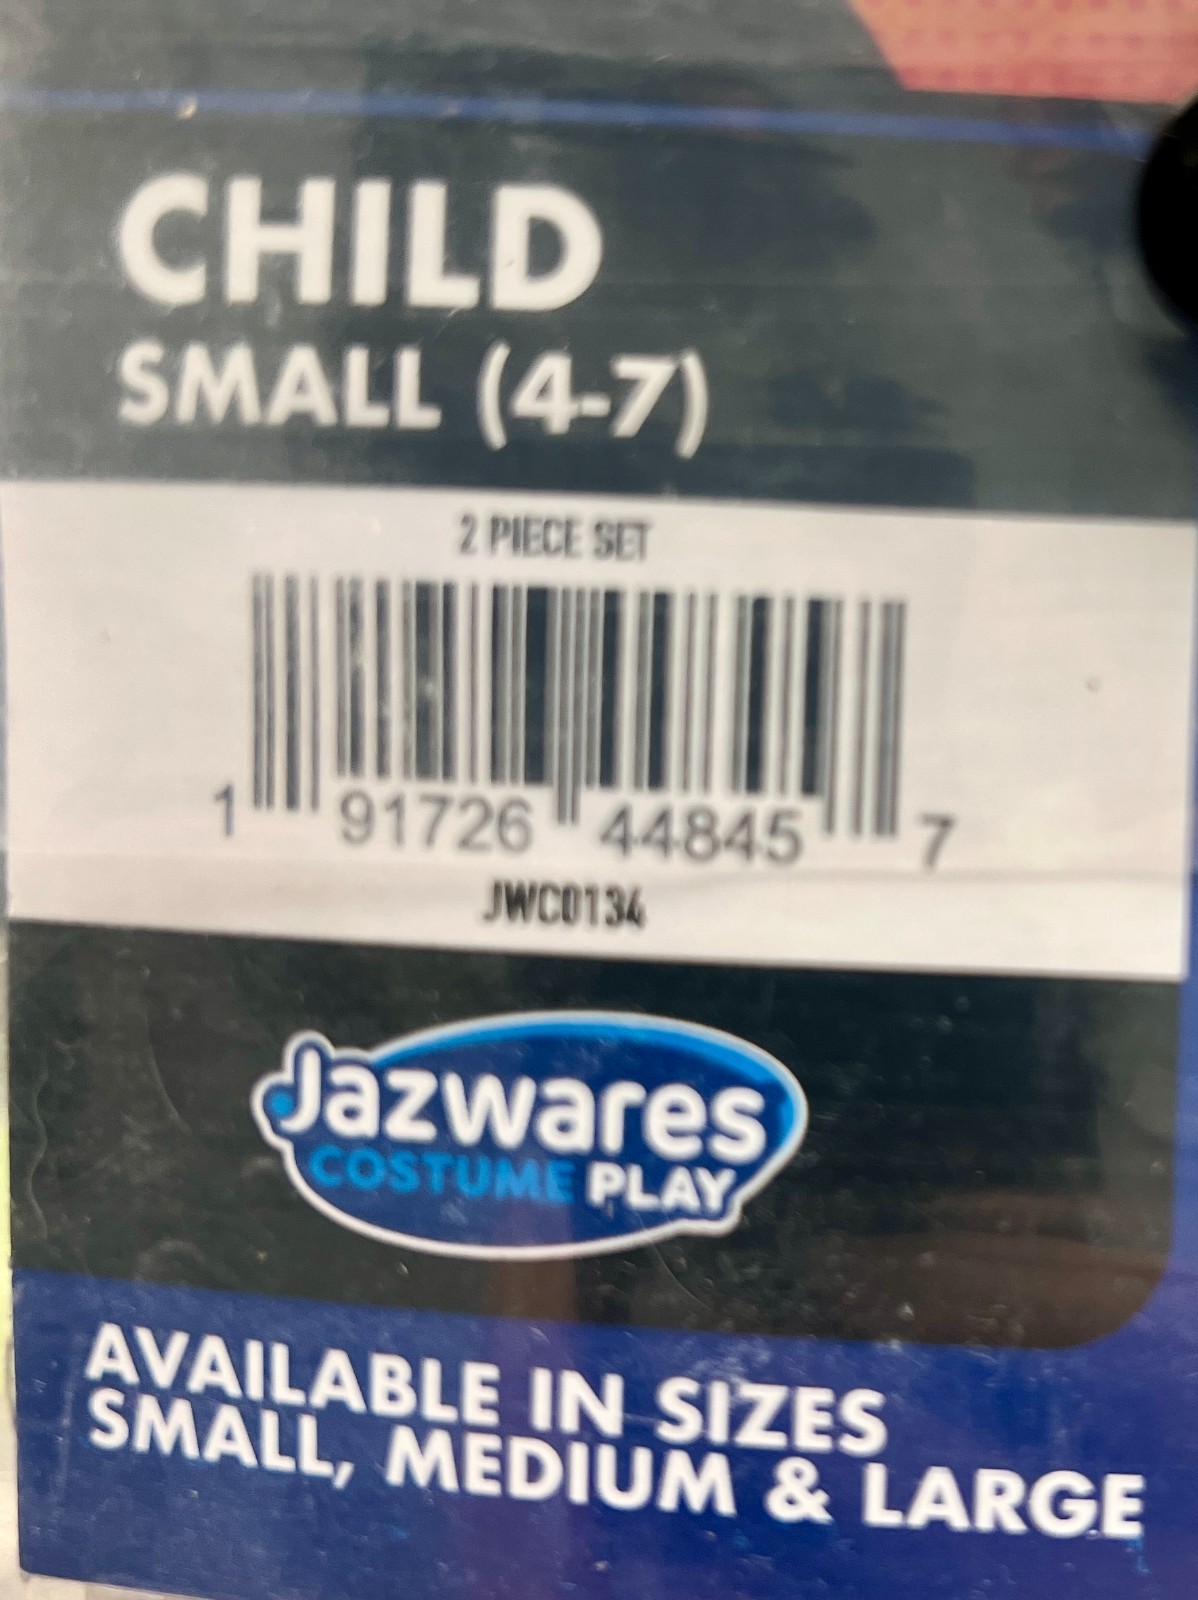 CHILD
SMALL (4-7)
2 PIECE SET
1 91726 44845 7
JWC0134
Jazwares
COSTUME PLAY
AVAILABLE IN SIZES
SMALL, MEDIUM & LARGE